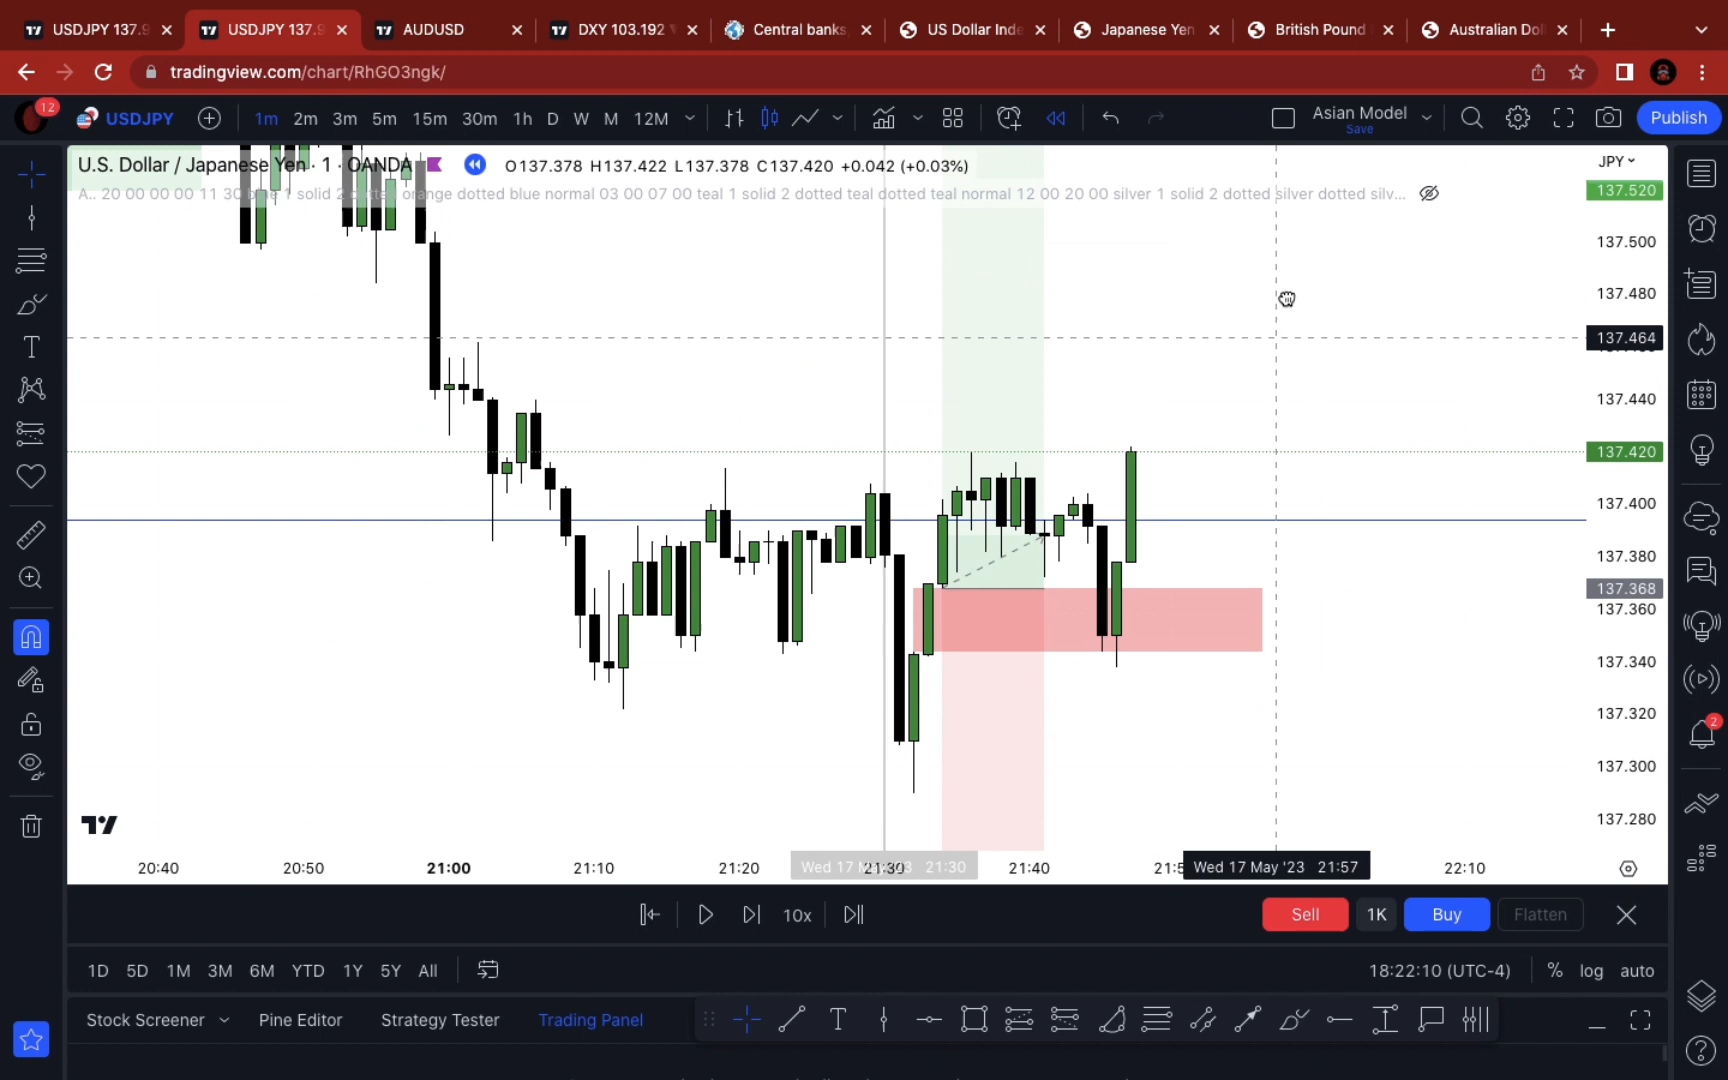 USDJPY 137.9
USDJPY 137.9
AUDUSD
DXY 103.192
Central banks
US Dollar Inde
Japanese Yen
British Pound
Australian Doll
tradingview.com/chart/RhGO3ngk/
12
USDJPY
1m 2m 3m 5m 15m 30m 1h D W M 12M
Asian Model
Save
Publish
U.S. Dollar / Japanese Yen · 1 · OANDA
O137.378 H137.422 L137.378 C137.420 +0.042 (+0.03%)
A.. 20 00 00 00 11 30 blue 1 solid 2 dotted orange dotted blue normal 03 00 07 00 teal 1 solid 2 dotted teal dotted teal normal 12 00 20 00 silver 1 solid 2 dotted silver dotted silv...
JPY
137.520
137.500
137.480
137.464
137.440
137.420
137.400
137.380
137.368
137.360
137.340
137.320
137.300
137.280
2
20:40 20:50 21:00 21:10 21:20 21:30 21:40 22:10
Wed 17 May '23 21:57
10x
Sell 1K Buy Flatten
1D 5D 1M 3M 6M YTD 1Y 5Y All
18:22:10 (UTC-4) % log auto
Stock Screener Pine Editor Strategy Tester Trading Panel